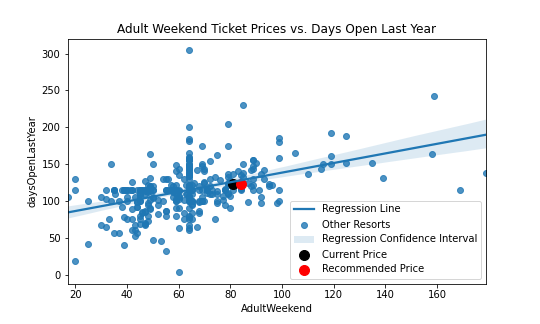 Adult Weekend Ticket Prices vs. Days Open Last Year
300
250
200
150
100
50
0
daysOpenLastYear
20 40 60 80 100 120 140 160
AdultWeekend
Regression Line
Other Resorts
Regression Confidence Interval
Current Price
Recommended Price